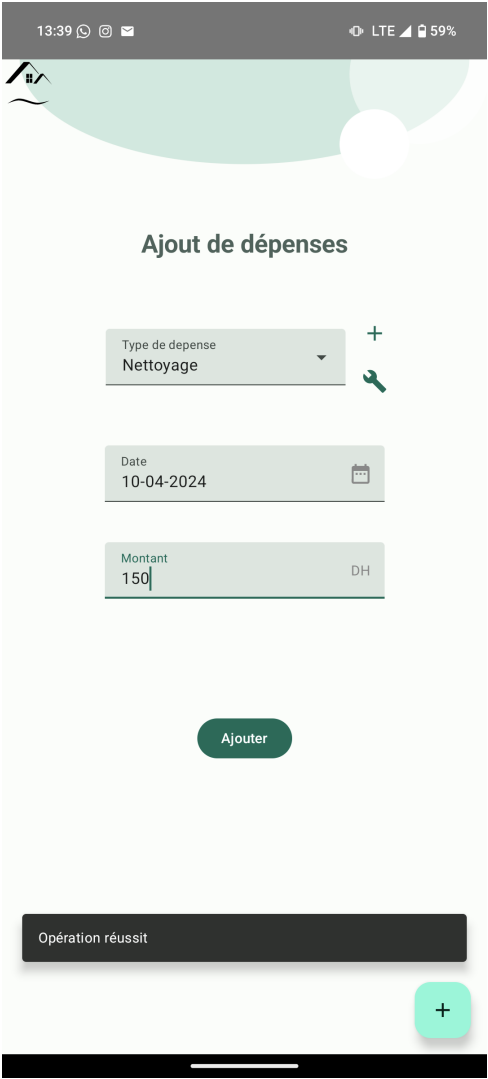 13:39 LTE 59%
Ajout de dépenses
Type de depense
Nettoyage
Date
10-04-2024
Montant
150 DH
Ajouter
Opération réussit